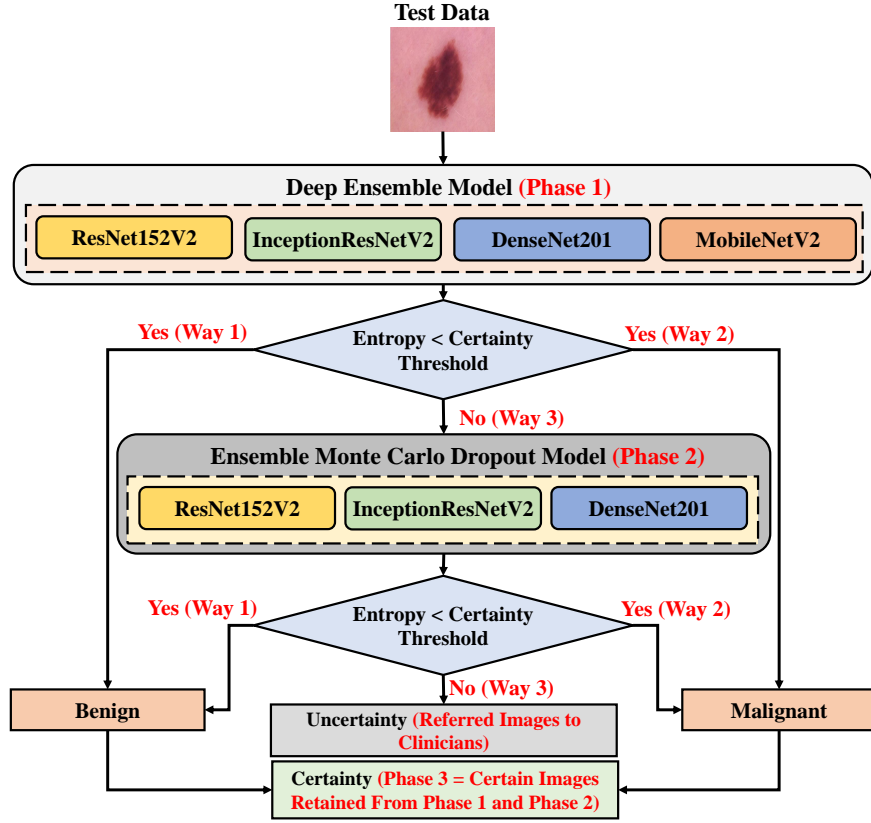 Test Data
Deep Ensemble Model (Phase 1)
ResNet152V2
InceptionResNetV2
DenseNet201
MobileNetV2
Yes (Way 1)
Entropy < Certainty
Threshold
Yes (Way 2)
No (Way 3)
Ensemble Monte Carlo Dropout Model (Phase 2)
ResNet152V2
InceptionResNetV2
DenseNet201
Yes (Way 1)
Entropy < Certainty
Threshold
Yes (Way 2)
No (Way 3)
Benign
Uncertainty (Referred Images to
Clinicians)
Malignant
Certainty (Phase 3 = Certain Images
Retained From Phase 1 and Phase 2)